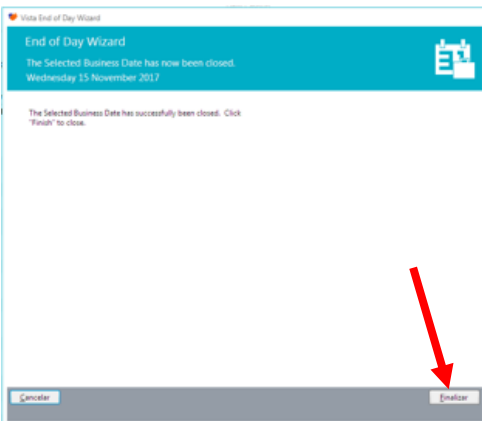 Vista End of Day Wizard
End of Day Wizard
The Selected Business Date has now been closed.
Wednesday 15 November 2017
The Selected Business Date has successfully been closed. Click
"Finish" to close.
Cancelar
Finalizar